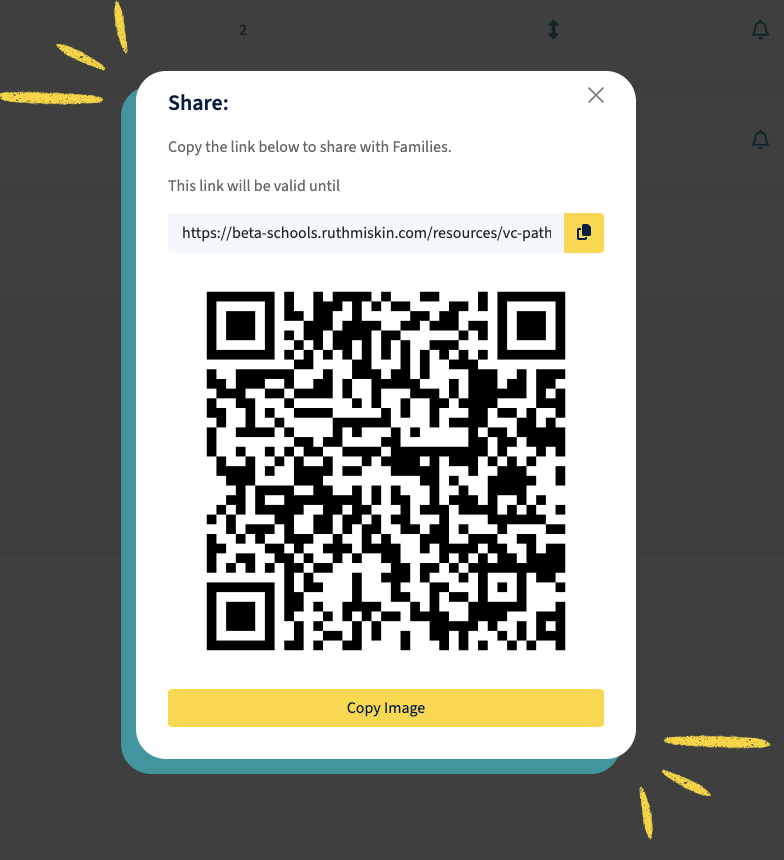 2
Share:
Copy the link below to share with Families.
This link will be valid until
https://beta-schools.ruthmiskin.com/resources/vc-path
Copy Image